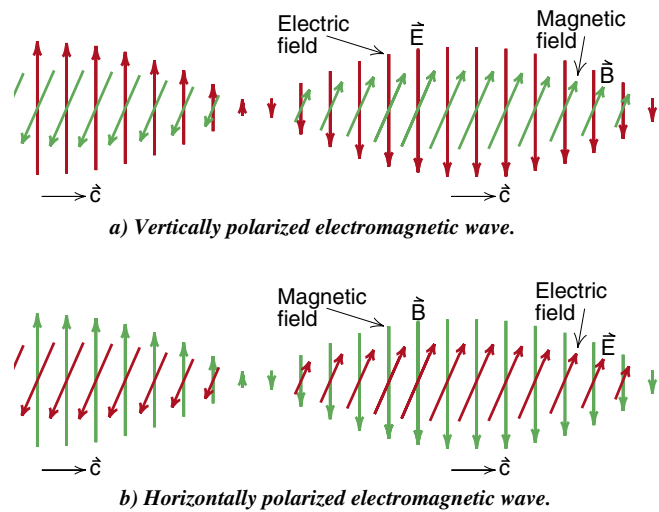 Electric
field
E⃗
Magnetic
field
B⃗
c⃗
c⃗
a) Vertically polarized electromagnetic wave.
Magnetic
field
B⃗
Electric
field
E⃗
c⃗
c⃗
b) Horizontally polarized electromagnetic wave.